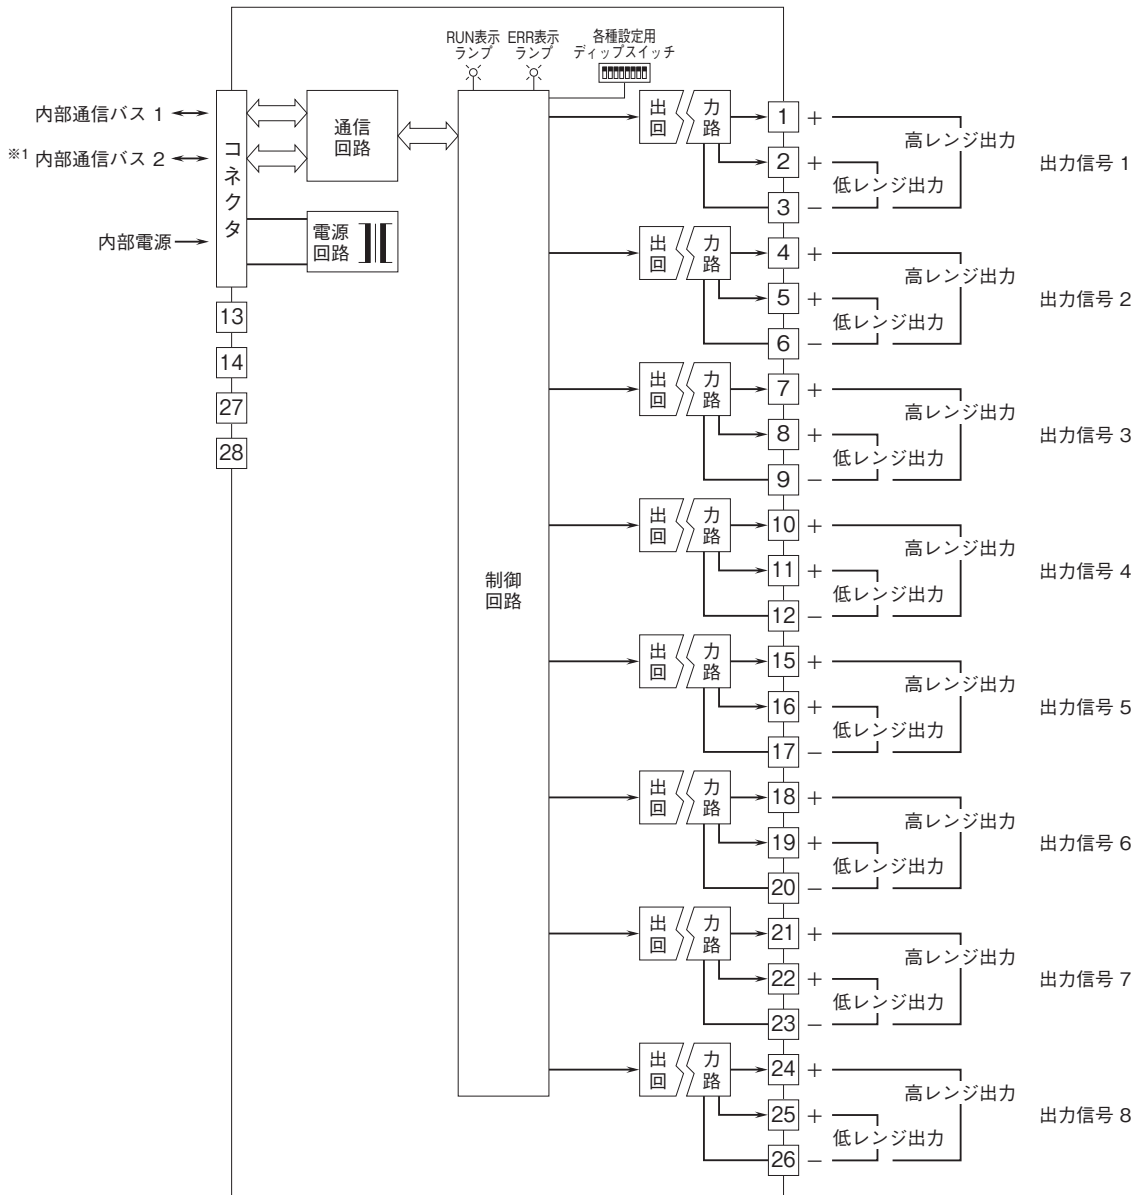 RUN表示
ランプ
ERR表示
ランプ
各種設定用
ディップスイッチ
内部通信バス 1
※1 内部通信バス 2
内部電源
コネクタ
通信
回路
電源
回路
13
14
27
28
制御
回路
出力
回路
1 +
2 +
3 −
高レンジ出力
低レンジ出力
出力信号 1
出力
回路
4 +
5 +
6 −
高レンジ出力
低レンジ出力
出力信号 2
出力
回路
7 +
8 +
9 −
高レンジ出力
低レンジ出力
出力信号 3
出力
回路
10 +
11 +
12 −
高レンジ出力
低レンジ出力
出力信号 4
出力
回路
15 +
16 +
17 −
高レンジ出力
低レンジ出力
出力信号 5
出力
回路
18 +
19 +
20 −
高レンジ出力
低レンジ出力
出力信号 6
出力
回路
21 +
22 +
23 −
高レンジ出力
低レンジ出力
出力信号 7
出力
回路
24 +
25 +
26 −
高レンジ出力
低レンジ出力
出力信号 8